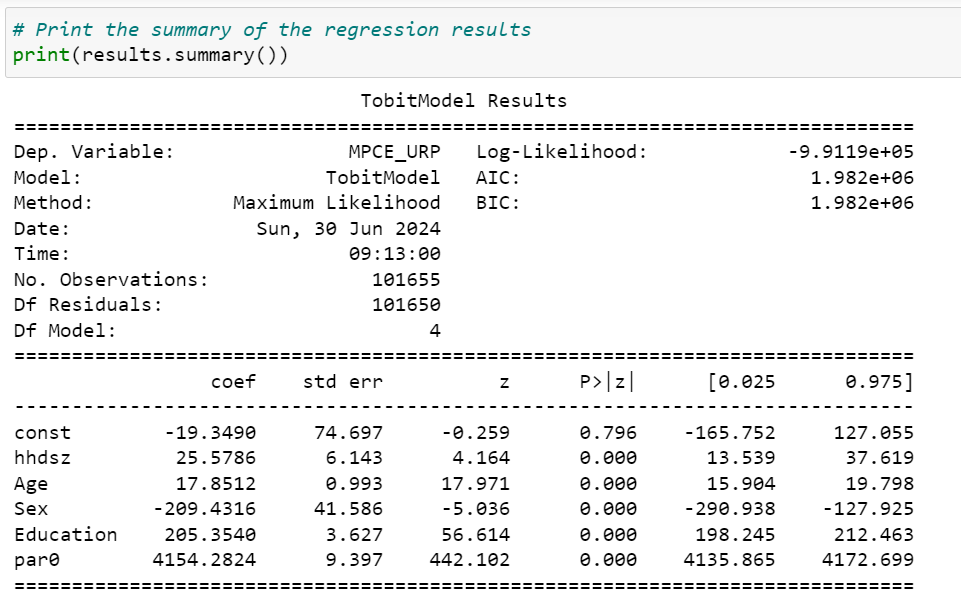 # Print the summary of the regression results
print(results.summary())
TobitModel Results
==============================================================================
Dep. Variable: MPCE_URP Log-Likelihood: -9.9119e+05
Model: TobitModel AIC: 1.982e+06
Method: Maximum Likelihood BIC: 1.982e+06
Date: Sun, 30 Jun 2024
Time: 09:13:00
No. Observations: 101655
Df Residuals: 101650
Df Model: 4
==============================================================================
coef std err z P>|z| [0.025 0.975]
------------------------------------------------------------------------------
const -19.3490 74.697 -0.259 0.796 -165.752 127.055
hhdsz 25.5786 6.143 4.164 0.000 13.539 37.619
Age 17.8512 0.993 17.971 0.000 15.904 19.798
Sex -209.4316 41.586 -5.036 0.000 -290.938 -127.925
Education 205.3540 3.627 56.614 0.000 198.245 212.463
par0 4154.2824 9.397 442.102 0.000 4135.865 4172.699
==============================================================================